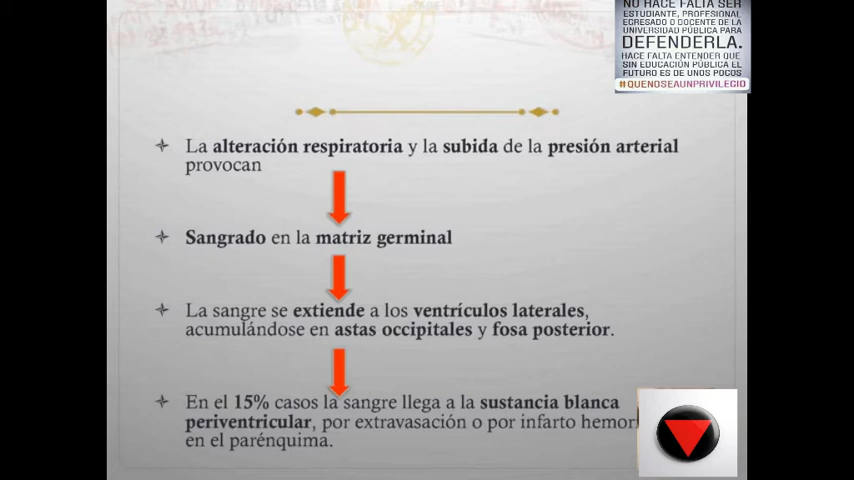 NO HACE FALTA SER
ESTUDIANTE, PROFESIONAL,
EGRESADO O DOCENTE DE LA
UNIVERSIDAD PÚBLICA PARA
DEFENDERLA.
HACE FALTA ENTENDER QUE
SIN EDUCACIÓN PÚBLICA EL
FUTURO ES DE UNOS POCOS
#QUENOSEAUNPRIVILEGIO
La alteración respiratoria y la subida de la presión arterial
provocan
Sangrado en la matriz germinal
La sangre se extiende a los ventrículos laterales,
acumulándose en astas occipitales y fosa posterior.
En el 15% casos la sangre llega a la sustancia blanca
periventricular, por extravasación o por infarto hemor
en el parénquima.